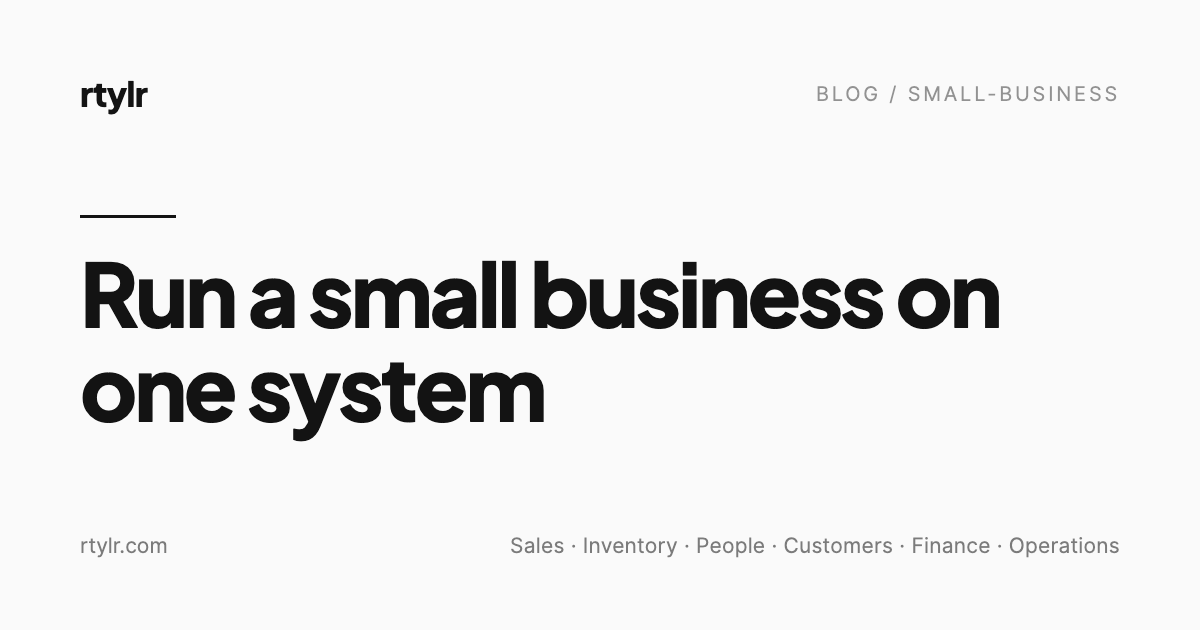 rtylr
BLOG / SMALL-BUSINESS
Run a small business on
one system
rtylr.com
Sales · Inventory · People · Customers · Finance · Operations